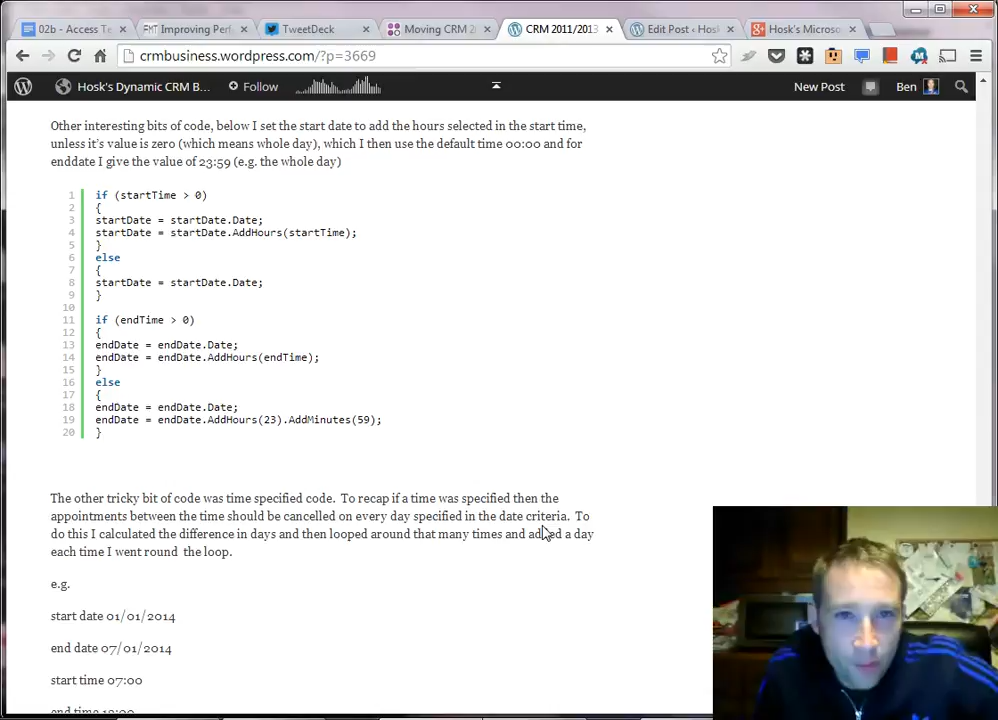 02b - Access Te
Improving Perf
TweetDeck
Moving CRM 20
CRM 2011/2013
Edit Post ‹ Hosk
Hosk's Microso
crmbusiness.wordpress.com/?p=3669
Hosk's Dynamic CRM B...
Follow
New Post
Ben
Other interesting bits of code, below I set the start date to add the hours selected in the start time,
unless it's value is zero (which means whole day), which I then use the default time 00:00 and for
enddate I give the value of 23:59 (e.g. the whole day)
1 if (startTime > 0)
2 {
3 startDate = startDate.Date;
4 startDate = startDate.AddHours(startTime);
5 }
6 else
7 {
8 startDate = startDate.Date;
9 }
10
11 if (endTime > 0)
12 {
13 endDate = endDate.Date;
14 endDate = endDate.AddHours(endTime);
15 }
16 else
17 {
18 endDate = endDate.Date;
19 endDate = endDate.AddHours(23).AddMinutes(59);
20 }
The other tricky bit of code was time specified code. To recap if a time was specified then the
appointments between the time should be cancelled on every day specified in the date criteria. To
do this I calculated the difference in days and then looped around that many times and added a day
each time I went round the loop.
e.g.
start date 01/01/2014
end date 07/01/2014
start time 07:00
end time